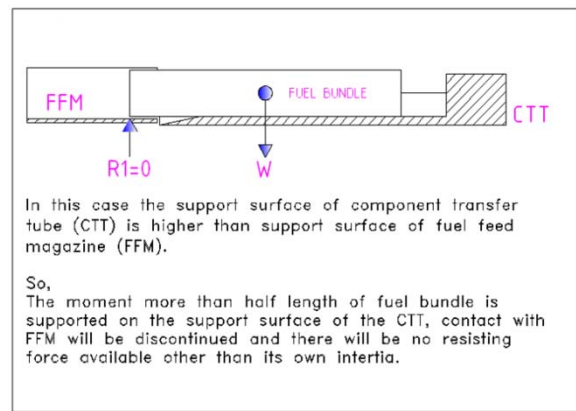 FFM
FUEL BUNDLE
CTT
R1=0
W
In this case the support surface of component transfer
tube (CTT) is higher than support surface of fuel feed
magazine (FFM).
So,
The moment more than half length of fuel bundle is
supported on the support surface of the CTT, contact with
FFM will be discontinued and there will be no resisting
force available other than its own intertia.